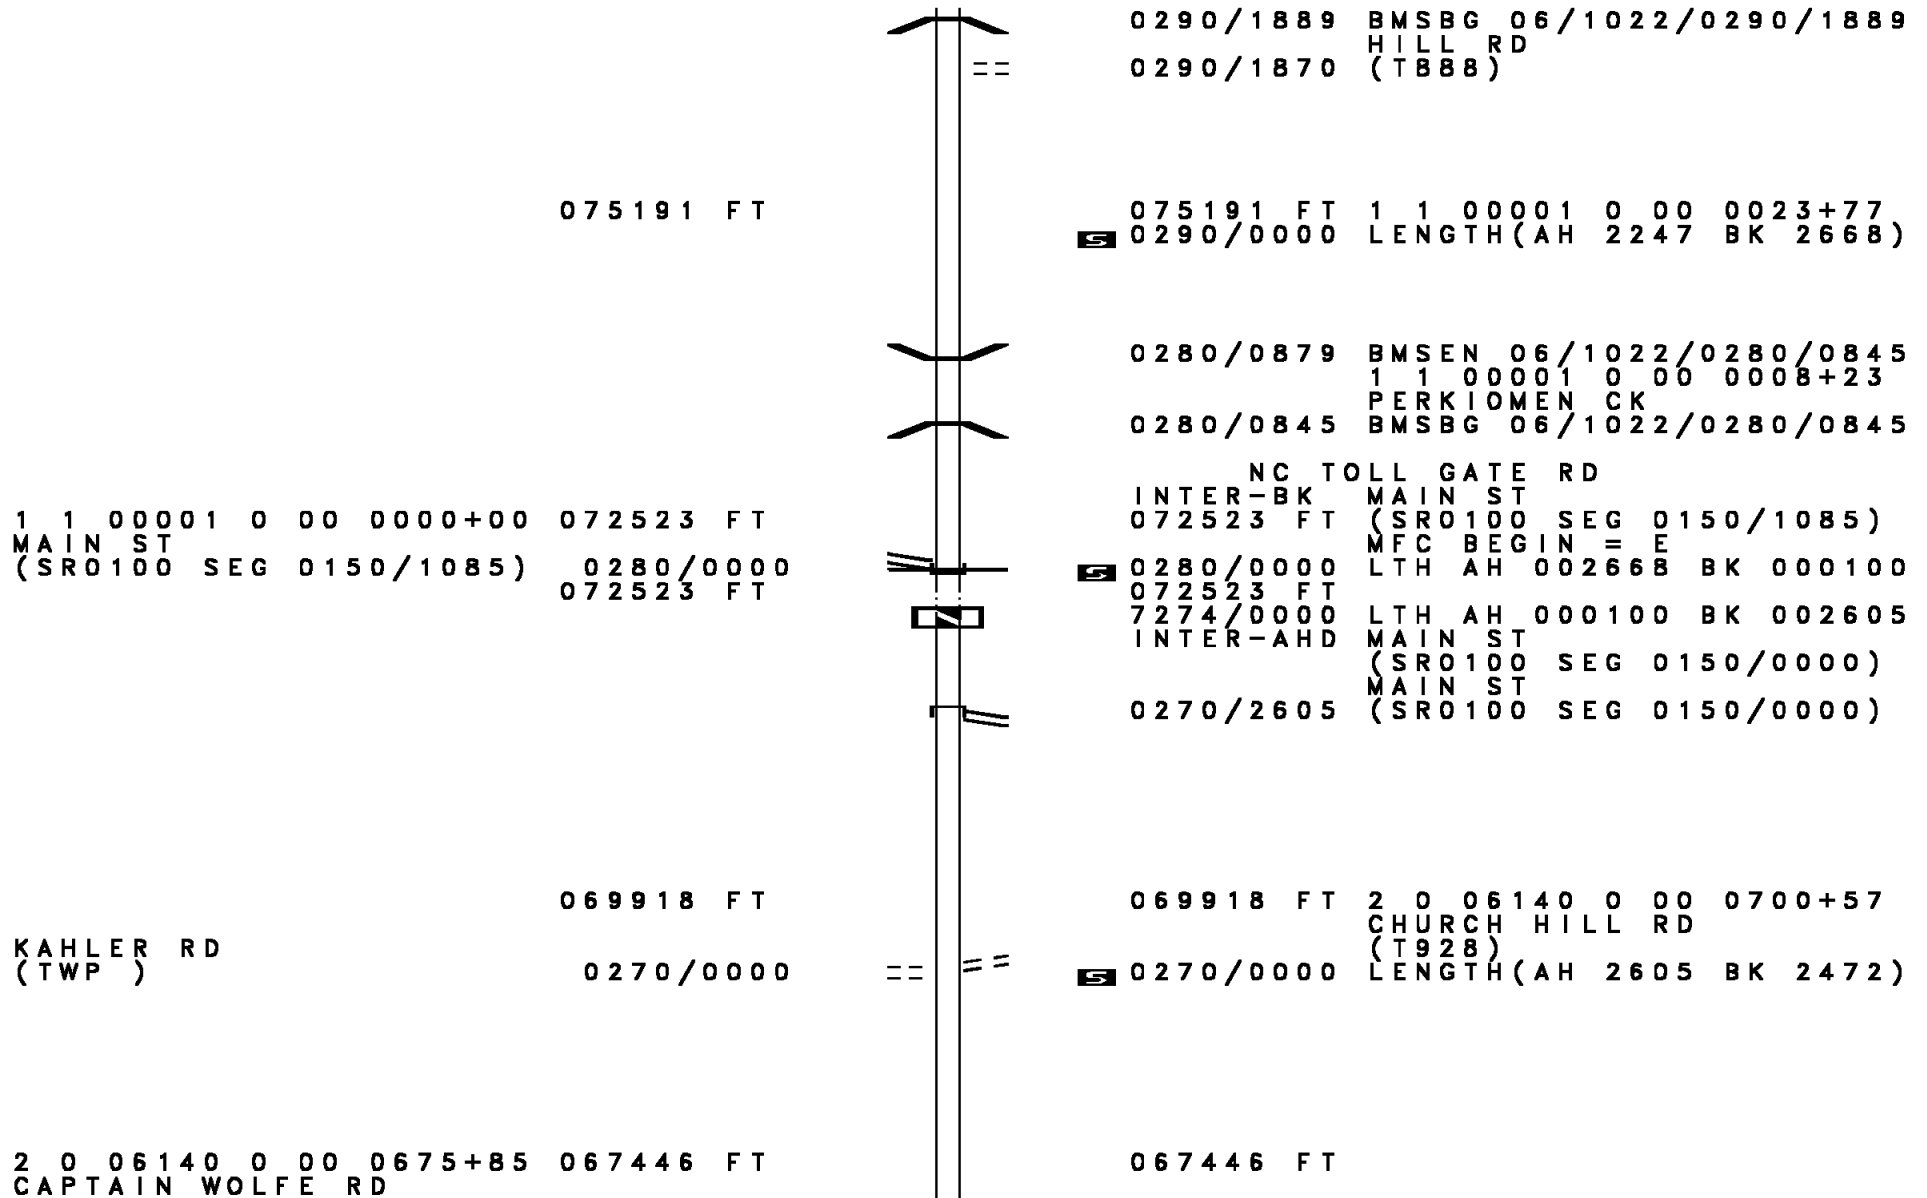 0290/1889 BMSBG 06/1022/0290/1889
HILL RD
0290/1870 (T888)
075191 FT 075191 FT 1 1 00001 0 00 0023+77
S 0290/0000 LENGTH(AH 2247 BK 2668)
0280/0879 BMSEN 06/1022/0280/0845
1 1 00001 0 00 0008+23
PERKIOMEN CK
0280/0845 BMSBG 06/1022/0280/0845
NC TOLL GATE RD
INTER-BK MAIN ST
1 1 00001 0 00 0000+00 072523 FT 072523 FT (SR0100 SEG 0150/1085)
MAIN ST MFC BEGIN = E
(SR0100 SEG 0150/1085) 0280/0000 S 0280/0000 LTH AH 002668 BK 000100
072523 FT 072523 FT
7274/0000 LTH AH 000100 BK 002605
INTER-AHD MAIN ST
(SR0100 SEG 0150/0000)
MAIN ST
0270/2605 (SR0100 SEG 0150/0000)
069918 FT 069918 FT 2 0 06140 0 00 0700+57
CHURCH HILL RD
KAHLER RD (T928)
(TWP ) 0270/0000 S 0270/0000 LENGTH(AH 2605 BK 2472)
2 0 06140 0 00 0675+85 067446 FT 067446 FT
CAPTAIN WOLFE RD